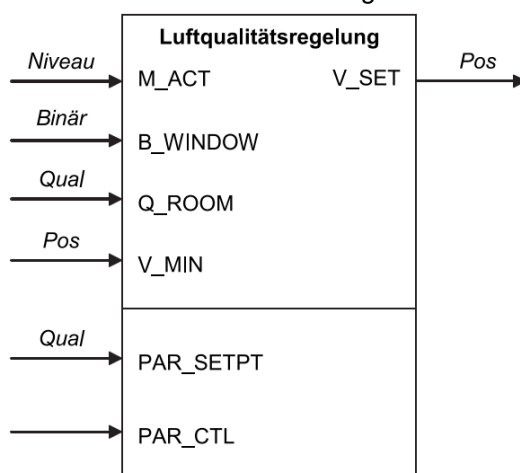 Luftqualitätsregelung
Niveau M_ACT V_SET Pos
Binär B_WINDOW
Qual Q_ROOM
Pos V_MIN
Qual PAR_SETPT
PAR_CTL